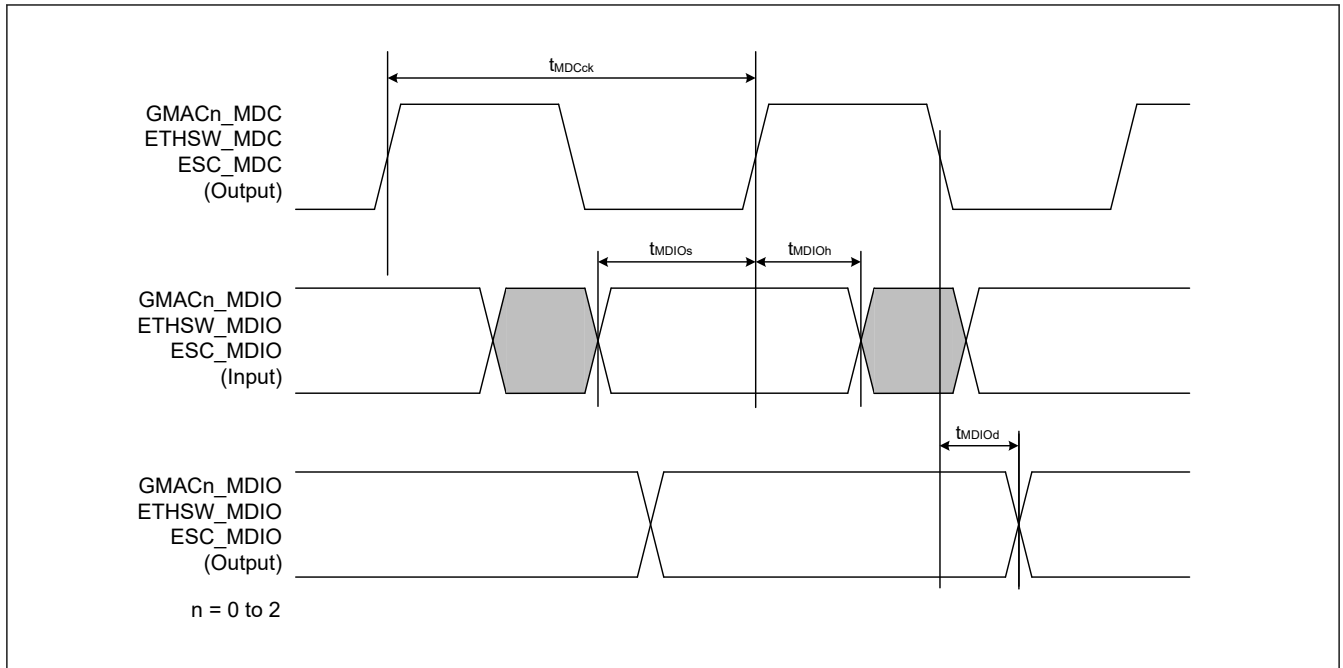 tMDCck
GMACn_MDC
ETHSW_MDC
ESC_MDC
(Output)
tMDIOs
tMDIOh
GMACn_MDIO
ETHSW_MDIO
ESC_MDIO
(Input)
tMDIOd
GMACn_MDIO
ETHSW_MDIO
ESC_MDIO
(Output)
n = 0 to 2